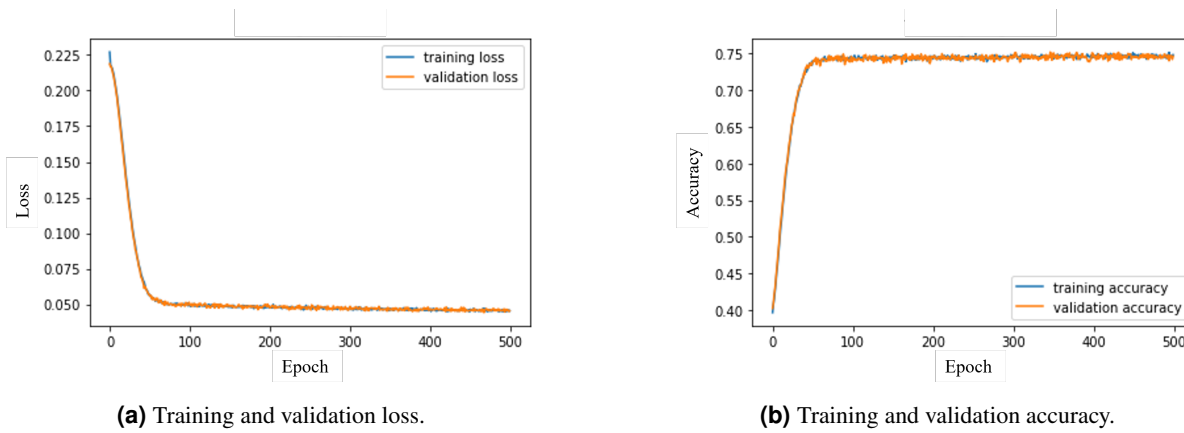 0.225
0.200
0.175
0.150
0.125
0.100
0.075
0.050
Loss
training loss
validation loss
0 100 200 300 400 500
Epoch
(a) Training and validation loss.
0.75
0.70
0.65
0.60
0.55
0.50
0.45
0.40
Accuracy
training accuracy
validation accuracy
0 100 200 300 400 500
Epoch
(b) Training and validation accuracy.